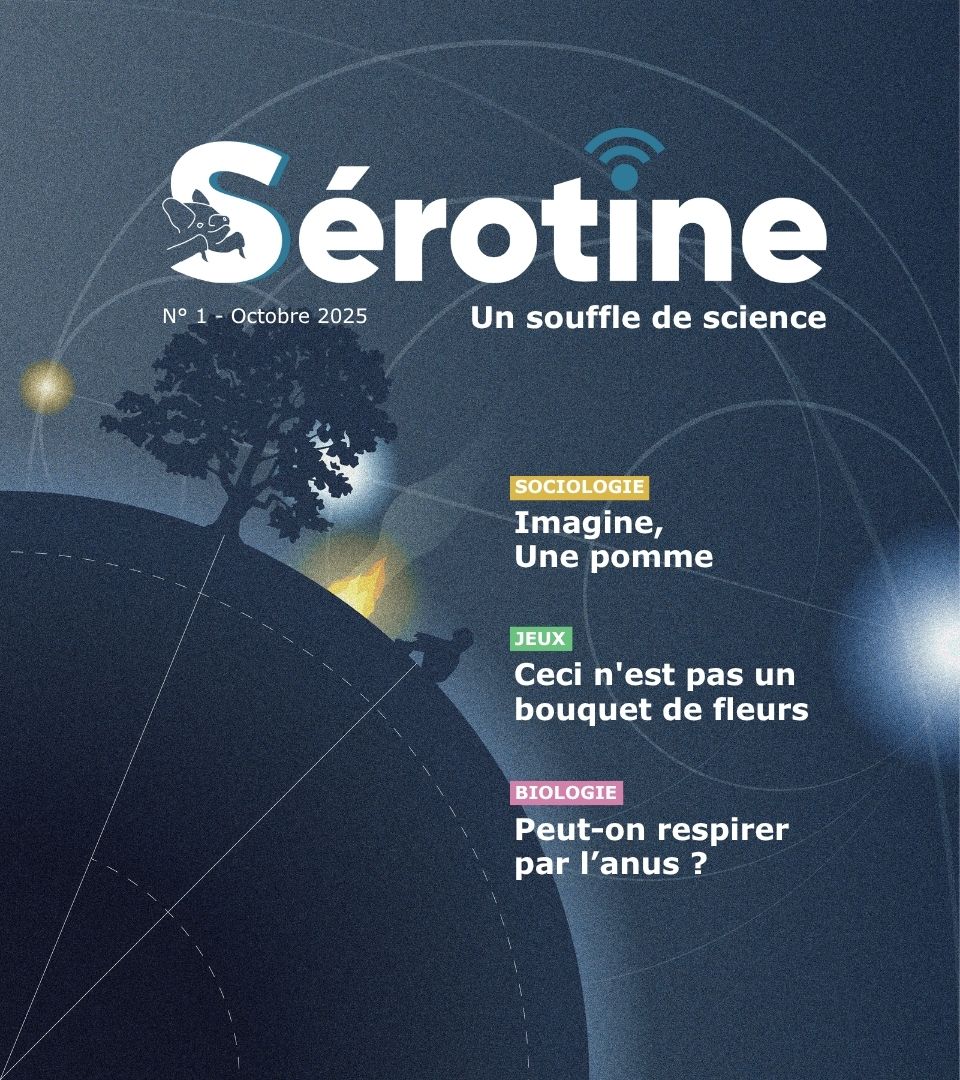 Sérotine
N° 1 - Octobre 2025
Un souffle de science
SOCIOLOGIE
Imagine,
Une pomme
JEUX
Ceci n'est pas un
bouquet de fleurs
BIOLOGIE
Peut-on respirer
par l’anus ?